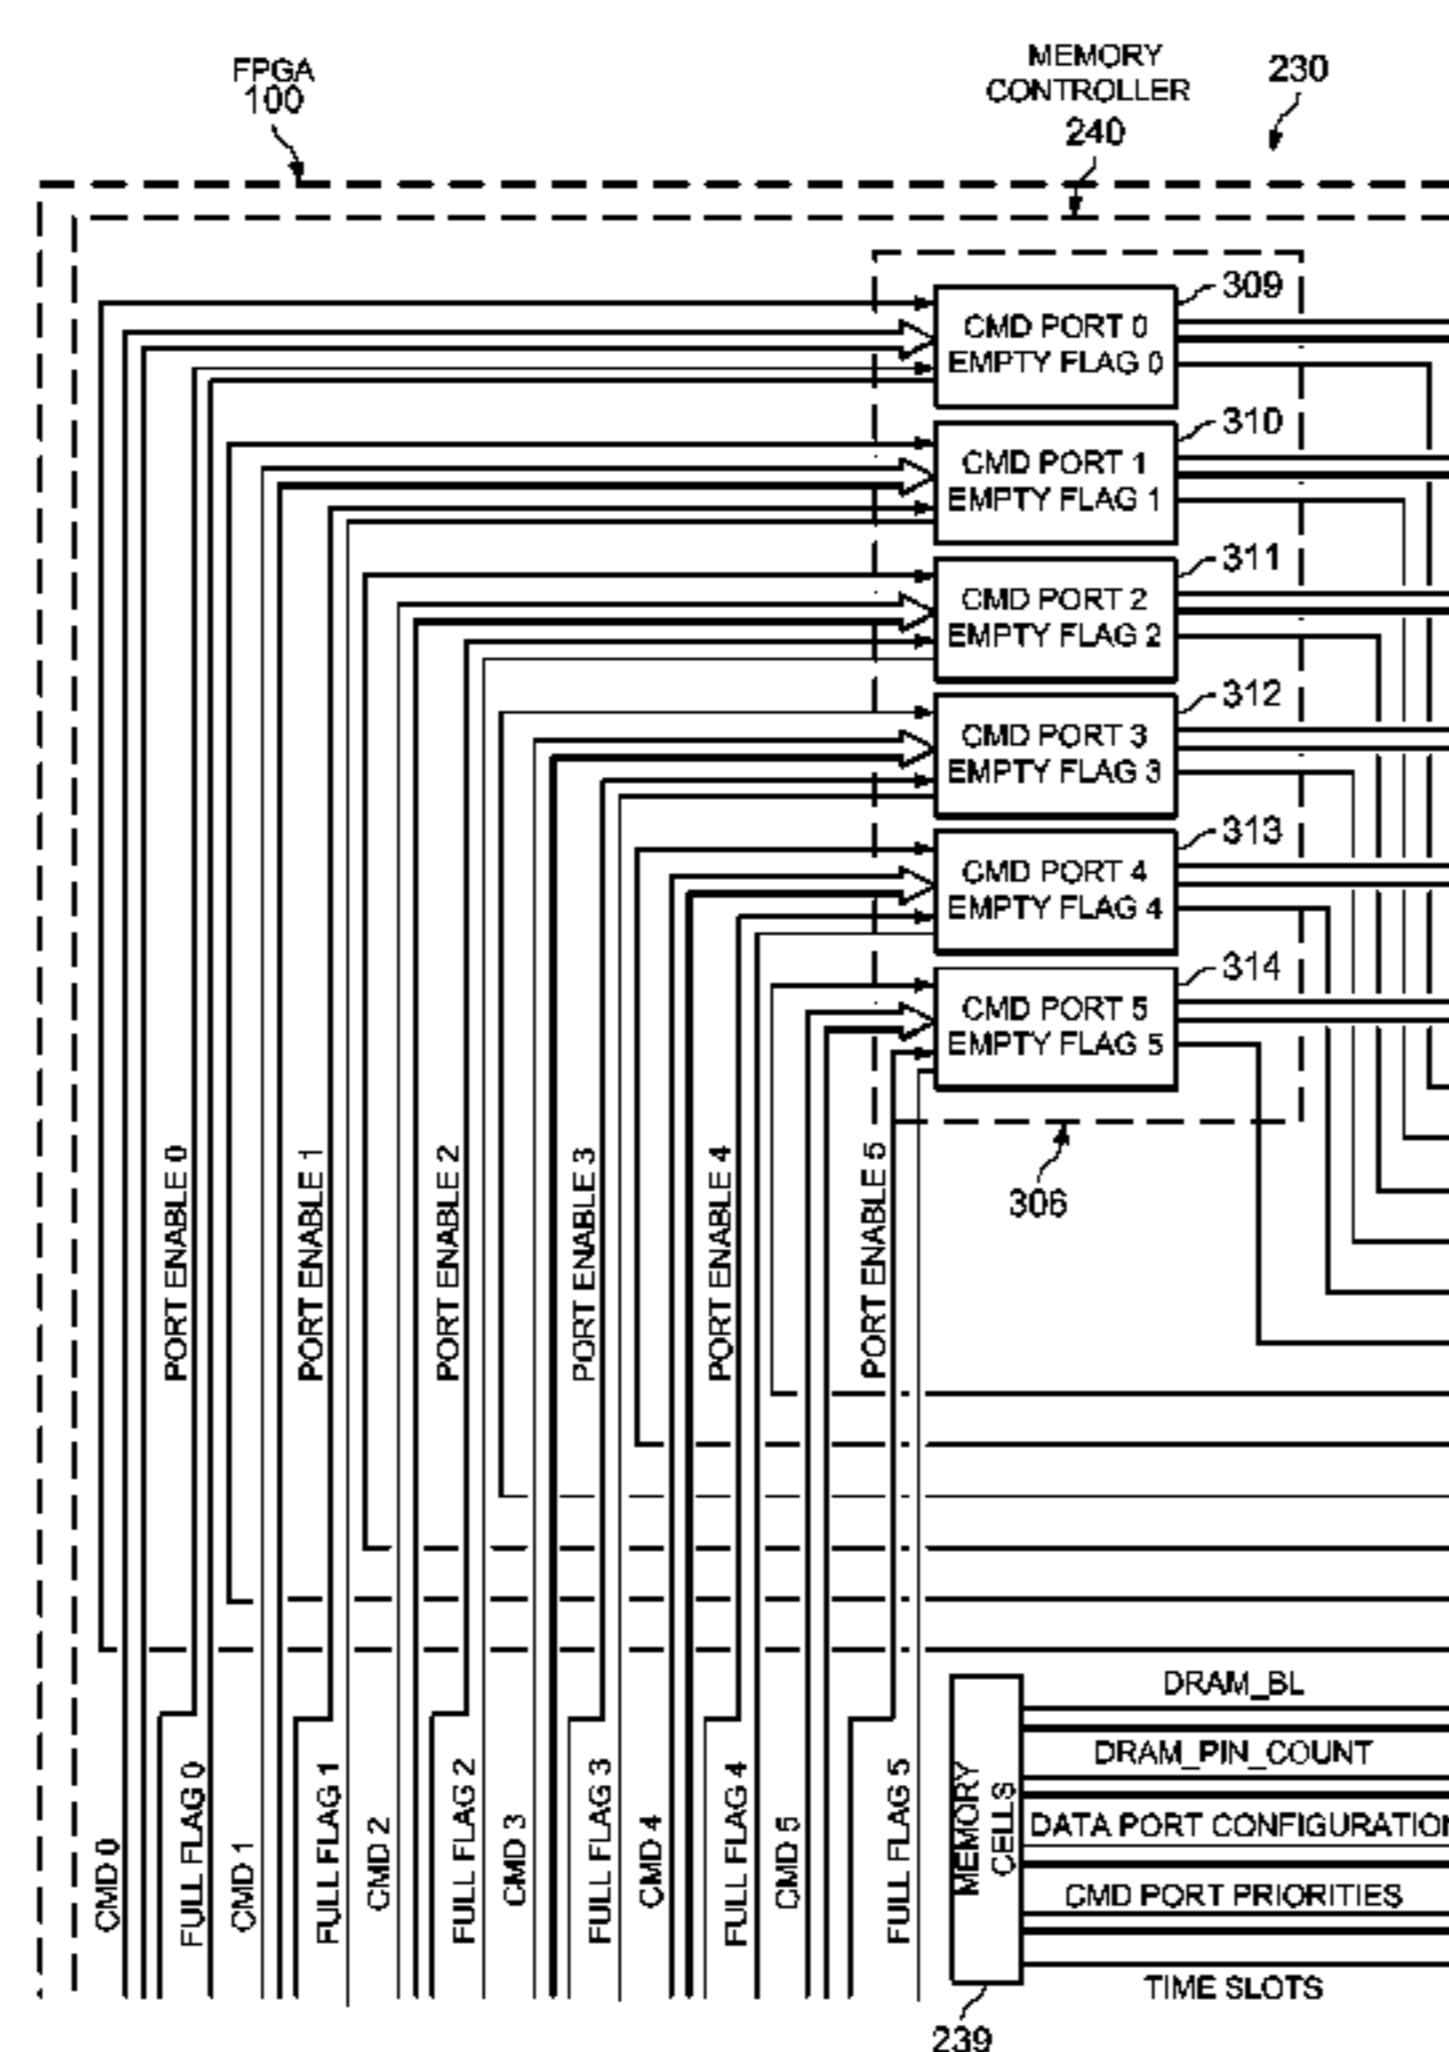 FPGA
100
MEMORY
CONTROLLER
240
230
309
CMD PORT 0
EMPTY FLAG 0
310
CMD PORT 1
EMPTY FLAG 1
311
CMD PORT 2
EMPTY FLAG 2
312
CMD PORT 3
EMPTY FLAG 3
313
CMD PORT 4
EMPTY FLAG 4
314
CMD PORT 5
EMPTY FLAG 5
306
PORT ENABLE 0
PORT ENABLE 1
PORT ENABLE 2
PORT ENABLE 3
PORT ENABLE 4
PORT ENABLE 5
CMD 0
FULL FLAG 0
CMD 1
FULL FLAG 1
CMD 2
FULL FLAG 2
CMD 3
FULL FLAG 3
CMD 4
FULL FLAG 4
CMD 5
FULL FLAG 5
MEMORY
CELLS
DRAM_BL
DRAM_PIN_COUNT
DATA PORT CONFIGURATION
CMD PORT PRIORITIES
TIME SLOTS
239